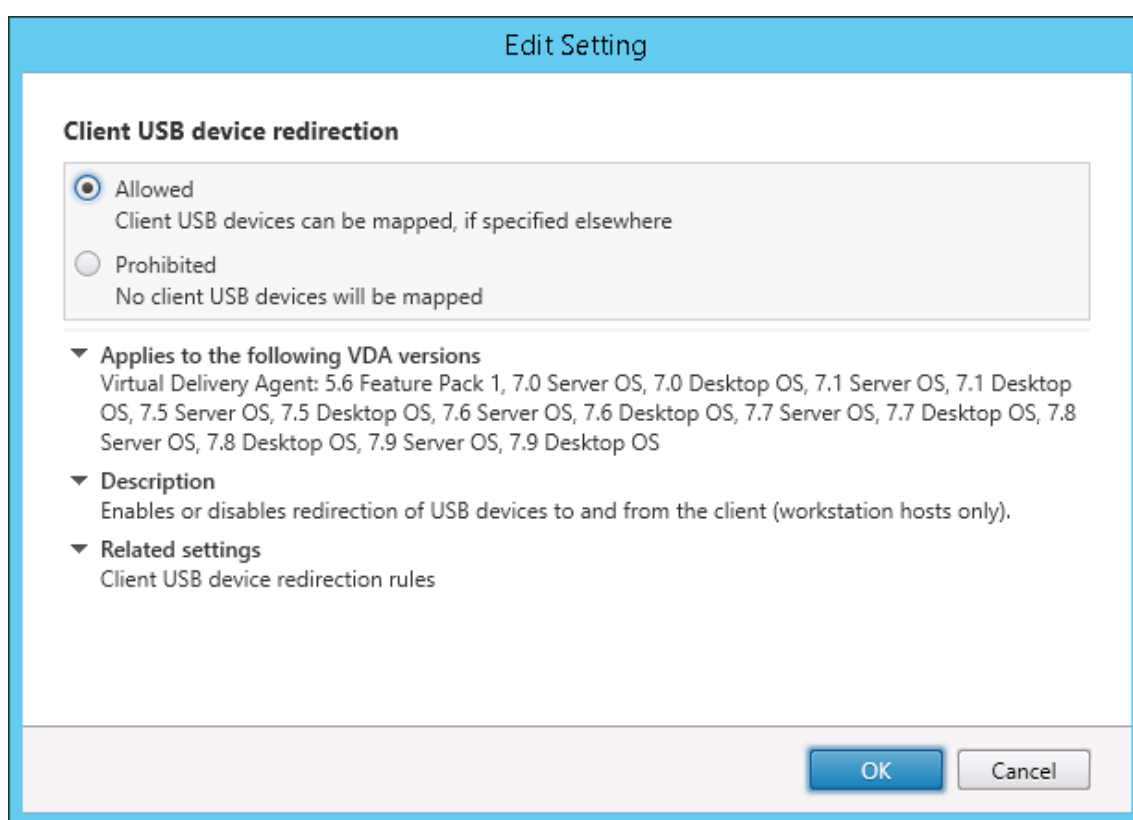 Edit Setting
Client USB device redirection
Allowed
Client USB devices can be mapped, if specified elsewhere
Prohibited
No client USB devices will be mapped
Applies to the following VDA versions
Virtual Delivery Agent: 5.6 Feature Pack 1, 7.0 Server OS, 7.0 Desktop OS, 7.1 Server OS, 7.1 Desktop
OS, 7.5 Server OS, 7.5 Desktop OS, 7.6 Server OS, 7.6 Desktop OS, 7.7 Server OS, 7.7 Desktop OS, 7.8
Server OS, 7.8 Desktop OS, 7.9 Server OS, 7.9 Desktop OS
Description
Enables or disables redirection of USB devices to and from the client (workstation hosts only).
Related settings
Client USB device redirection rules
OK
Cancel